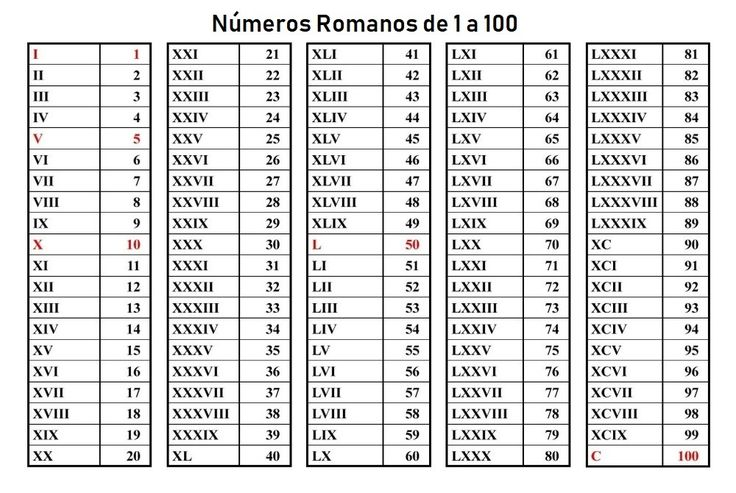 Números Romanos de 1 a 100
I 1 XXI 21 XLI 41 LXI 61 LXXXI 81
II 2 XXII 22 XLII 42 LXII 62 LXXXII 82
III 3 XXIII 23 XLIII 43 LXIII 63 LXXXIII 83
IV 4 XXIV 24 XLIV 44 LXIV 64 LXXXIV 84
V 5 XXV 25 XLV 45 LXV 65 LXXXV 85
VI 6 XXVI 26 XLVI 46 LXVI 66 LXXXVI 86
VII 7 XXVII 27 XLVII 47 LXVII 67 LXXXVII 87
VIII 8 XXVIII 28 XLVIII 48 LXVIII 68 LXXXVIII 88
IX 9 XXIX 29 XLIX 49 LXIX 69 LXXXIX 89
X 10 XXX 30 L 50 LXX 70 XC 90
XI 11 XXXI 31 LI 51 LXXI 71 XCI 91
XII 12 XXXII 32 LII 52 LXXII 72 XCII 92
XIII 13 XXXIII 33 LIII 53 LXXIII 73 XCIII 93
XIV 14 XXXIV 34 LIV 54 LXXIV 74 XCIV 94
XV 15 XXXV 35 LV 55 LXXV 75 XCV 95
XVI 16 XXXVI 36 LVI 56 LXXVI 76 XCVI 96
XVII 17 XXXVII 37 LVII 57 LXXVII 77 XCVII 97
XVIII 18 XXXVIII 38 LVIII 58 LXXVIII 78 XCVIII 98
XIX 19 XXXIX 39 LIX 59 LXXIX 79 XCIX 99
XX 20 XL 40 LX 60 LXXX 80 C 100